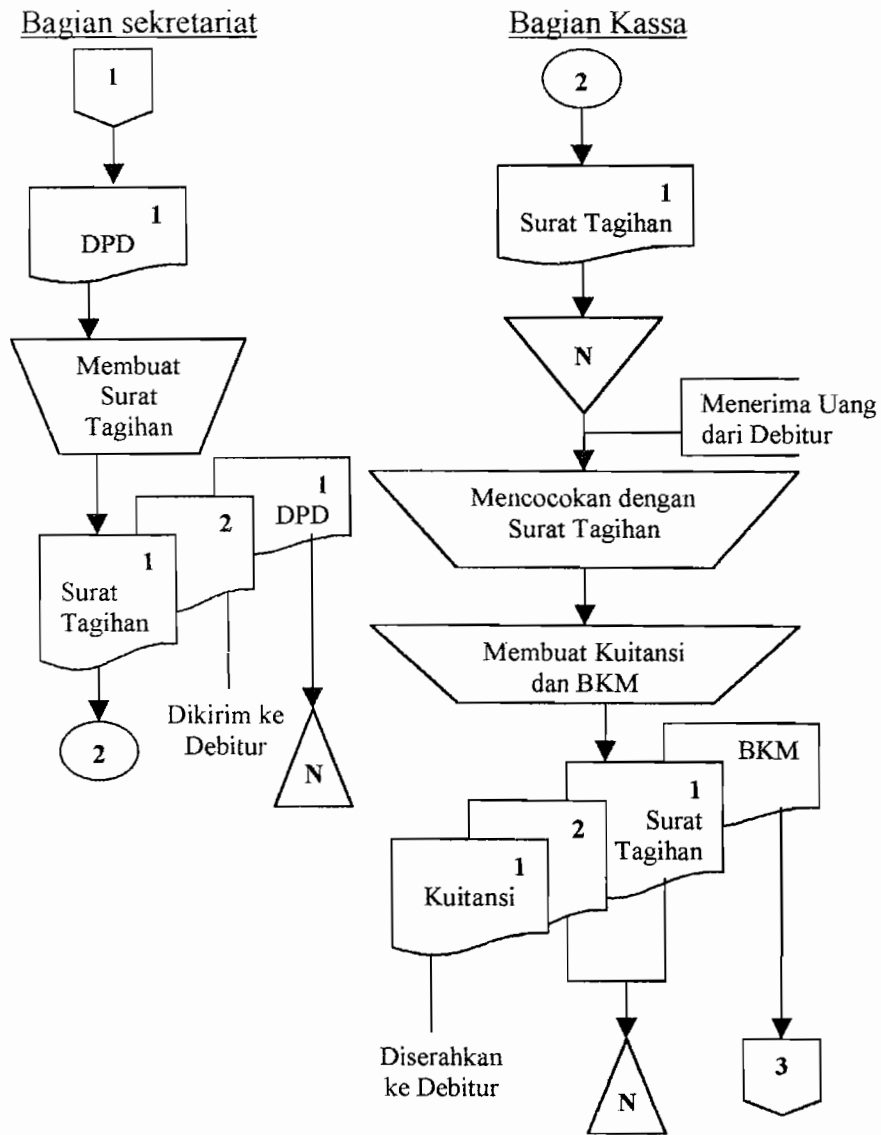 Bagian sekretariat
1
1
DPD
Membuat
Surat
Tagihan
1
DPD
2
1
Surat
Tagihan
2
Dikirim ke
Debitur
N
Bagian Kassa
2
1
Surat Tagihan
N
Menerima Uang
dari Debitur
Mencocokan dengan
Surat Tagihan
Membuat Kuitansi
dan BKM
BKM
1
Surat
Tagihan
2
1
Kuitansi
Diserahkan
ke Debitur
N
3